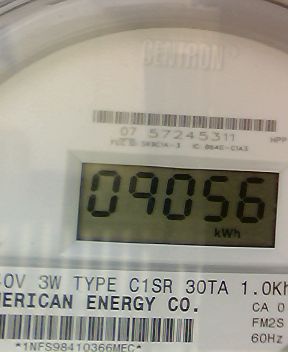 CENTRON
07 57245311
09056
kWh
0V 3W TYPE C1SR 30TA 1.0Kh
ERICAN ENERGY CO.
CA 0
FM2S
60Hz
*1NFS98410366MEC*